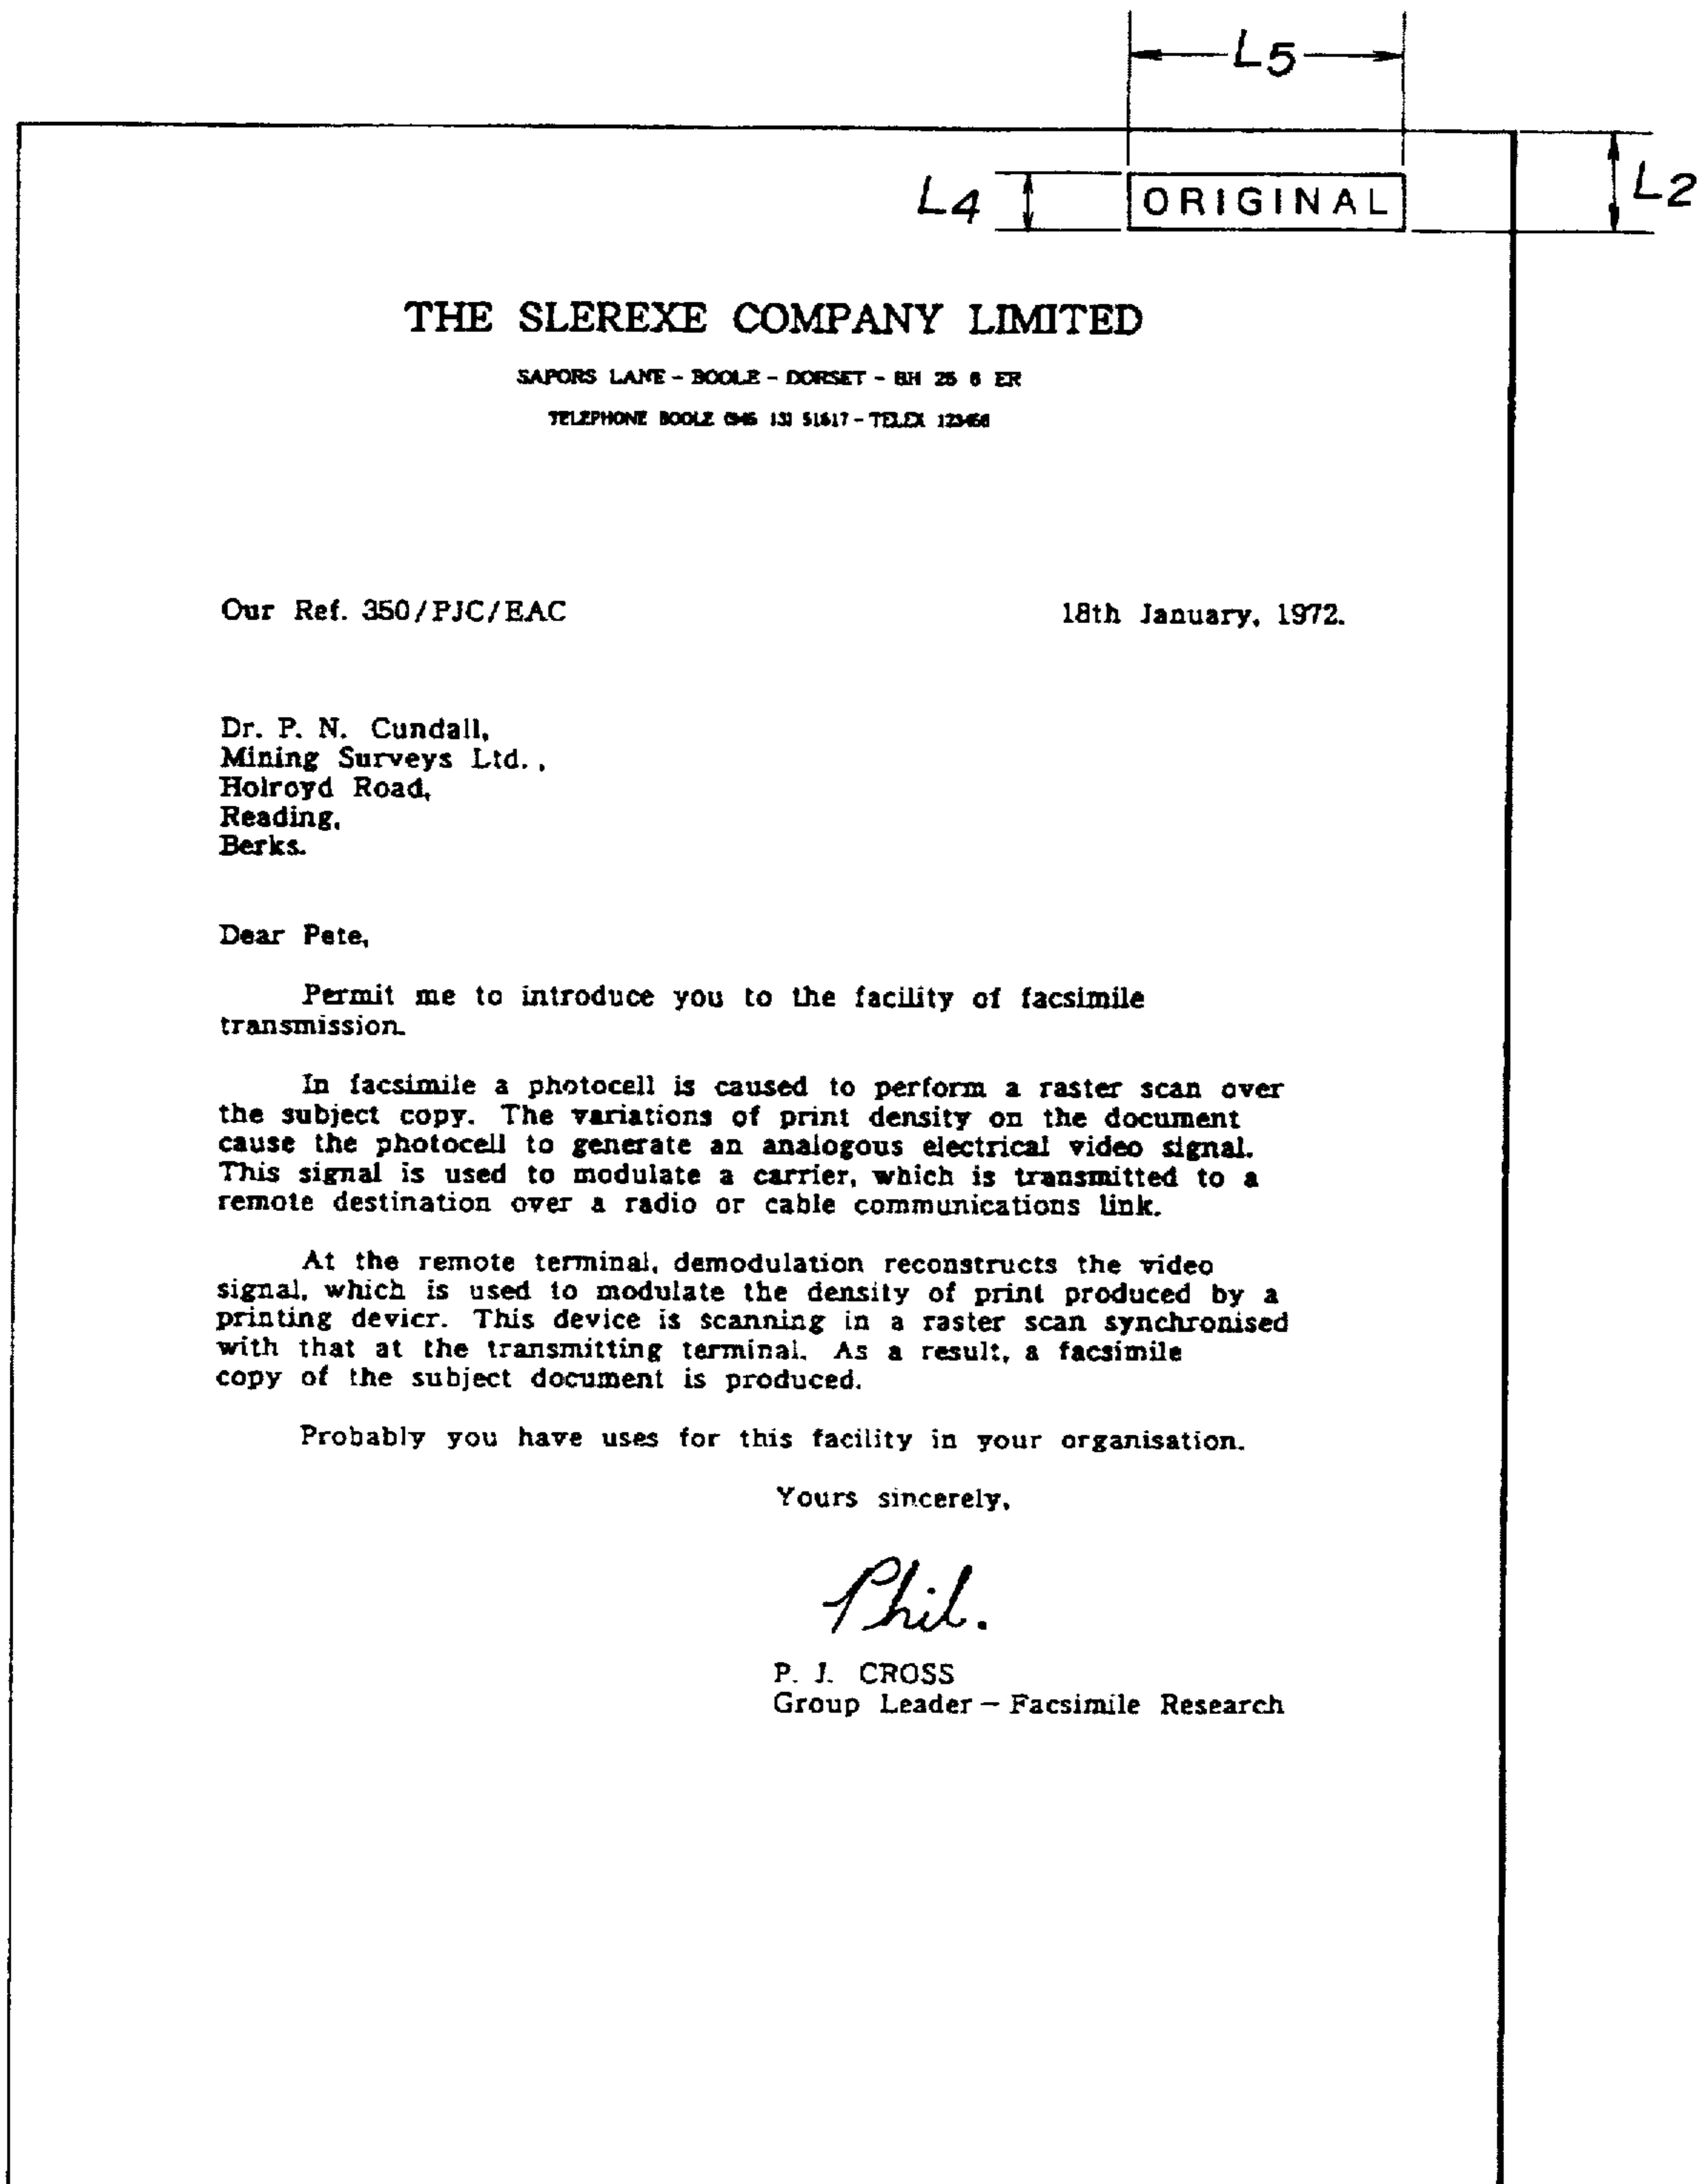 L5
L4
ORIGINAL
L2
THE SLEREXE COMPANY LIMITED
SAPORS LANE - BOOLE - DORSET - BH 25 8 ER
TELEPHONE BOOLE 51617 - TELEX 123456
Our Ref. 350/PJC/EAC
18th January, 1972.
Dr. P. N. Cundall,
Mining Surveys Ltd.,
Holroyd Road,
Reading,
Berks.
Dear Pete,
Permit me to introduce you to the facility of facsimile
transmission.
In facsimile a photocell is caused to perform a raster scan over
the subject copy. The variations of print density on the document
cause the photocell to generate an analogous electrical video signal.
This signal is used to modulate a carrier, which is transmitted to a
remote destination over a radio or cable communications link.
At the remote terminal, demodulation reconstructs the video
signal, which is used to modulate the density of print produced by a
printing devicr. This device is scanning in a raster scan synchronised
with that at the transmitting terminal. As a result, a facsimile
copy of the subject document is produced.
Probably you have uses for this facility in your organisation.
Yours sincerely,
Phil.
P. J. CROSS
Group Leader – Facsimile Research